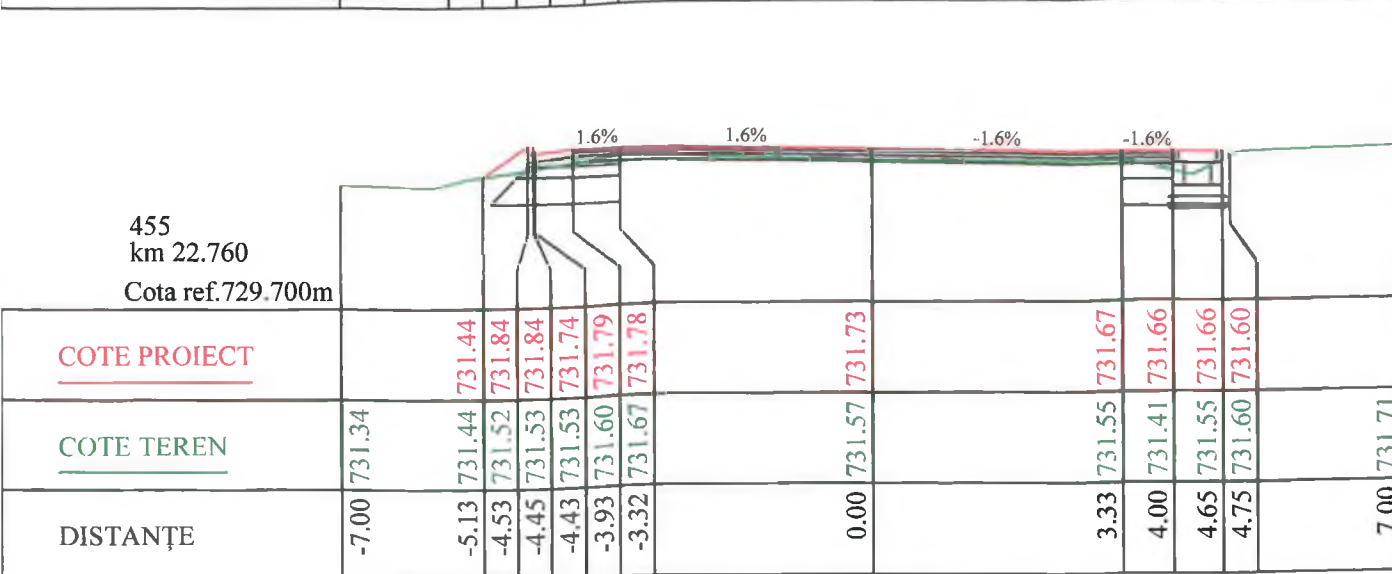 1.6% 1.6% -1.6% -1.6%
455
km 22.760
Cota ref.729.700m
COTE PROIECT 731.44 731.84 731.84 731.74 731.79 731.78 731.73 731.67 731.66 731.66 731.60
COTE TEREN 731.34 731.44 731.52 731.53 731.53 731.60 731.67 731.57 731.55 731.41 731.55 731.60 731.71
DISTANȚE -7.00 -5.13 -4.53 -4.45 -4.43 -3.93 -3.32 0.00 3.33 4.00 4.65 4.75 7.00